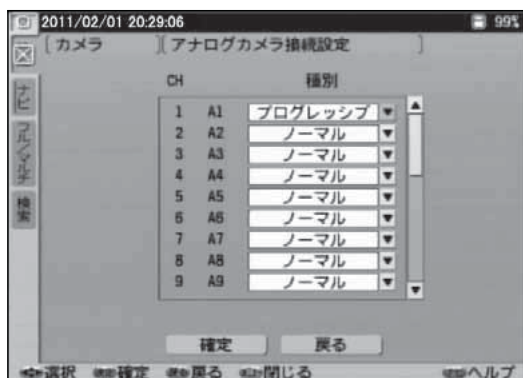 2011/02/01 20:29:06 99%
[カメラ ][アナログカメラ接続設定 ]
CH 種別
1 A1 プログレッシブ
2 A2 ノーマル
3 A3 ノーマル
4 A4 ノーマル
5 A5 ノーマル
6 A6 ノーマル
7 A7 ノーマル
8 A8 ノーマル
9 A9 ノーマル
ナビ
フル/マルチ
検索
確定 戻る
選択 確定 戻る 閉じる ヘルプ